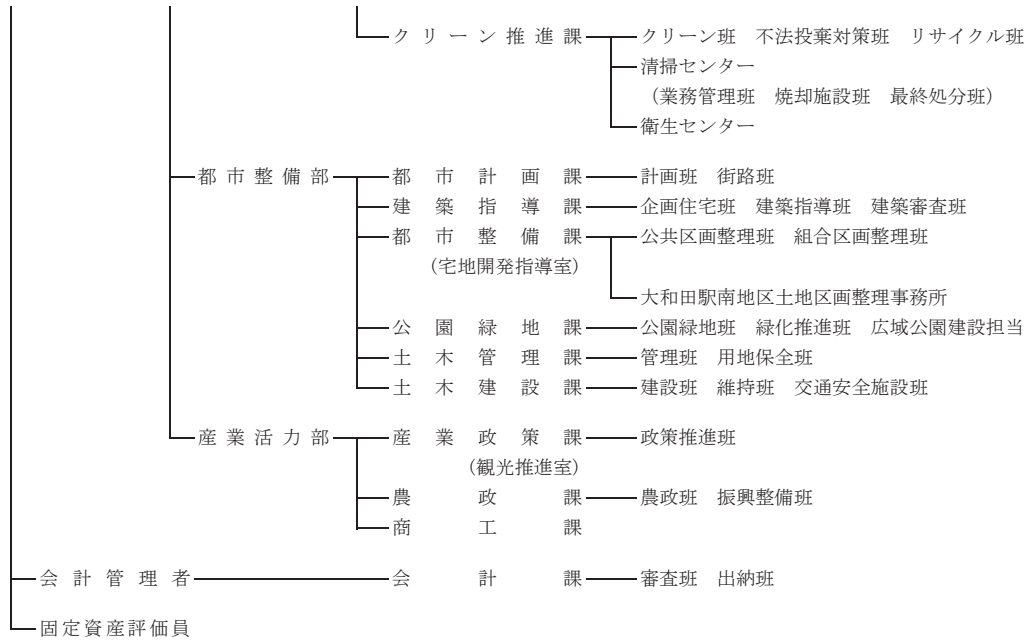 クリーン推進課 クリーン班 不法投棄対策班 リサイクル班
清掃センター
（業務管理班 焼却施設班 最終処分班）
衛生センター
都市整備部 都市計画課 計画班 街路班
建築指導課 企画住宅班 建築指導班 建築審査班
都市整備課 公共区画整理班 組合区画整理班
（宅地開発指導室）
大和田駅南地区土地区画整理事務所
公園緑地課 公園緑地班 緑化推進班 広域公園建設担当
土木管理課 管理班 用地保全班
土木建設課 建設班 維持班 交通安全施設班
産業活力部 産業政策課 政策推進班
（観光推進室）
農政課 農政班 振興整備班
商工課
会計管理者 会計課 審査班 出納班
固定資産評価員